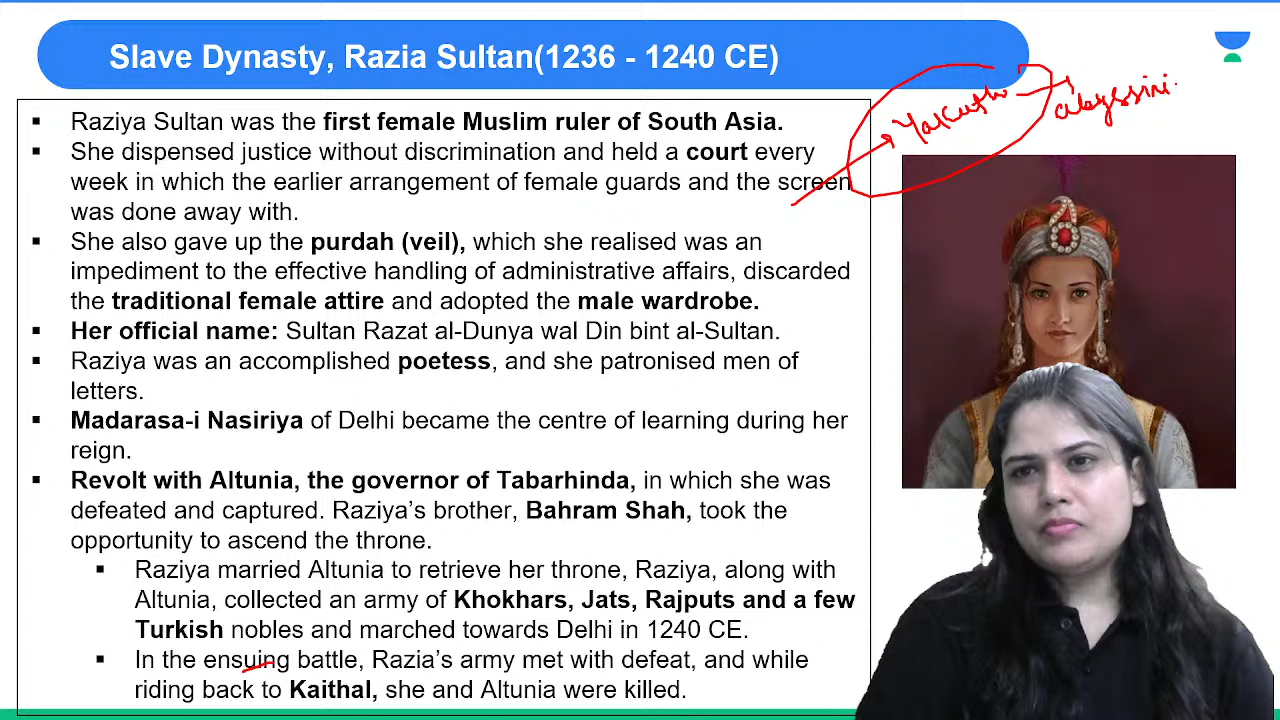 Slave Dynasty, Razia Sultan(1236 - 1240 CE)
▪ Raziya Sultan was the first female Muslim ruler of South Asia.
▪ She dispensed justice without discrimination and held a court every
week in which the earlier arrangement of female guards and the screen
was done away with.
▪ She also gave up the purdah (veil), which she realised was an
impediment to the effective handling of administrative affairs, discarded
the traditional female attire and adopted the male wardrobe.
▪ Her official name: Sultan Razat al-Dunya wal Din bint al-Sultan.
▪ Raziya was an accomplished poetess, and she patronised men of
letters.
▪ Madarasa-i Nasiriya of Delhi became the centre of learning during her
reign.
▪ Revolt with Altunia, the governor of Tabarhinda, in which she was
defeated and captured. Raziya’s brother, Bahram Shah, took the
opportunity to ascend the throne.
▪ Raziya married Altunia to retrieve her throne, Raziya, along with
Altunia, collected an army of Khokhars, Jats, Rajputs and a few
Turkish nobles and marched towards Delhi in 1240 CE.
▪ In the ensuing battle, Razia’s army met with defeat, and while
riding back to Kaithal, she and Altunia were killed.